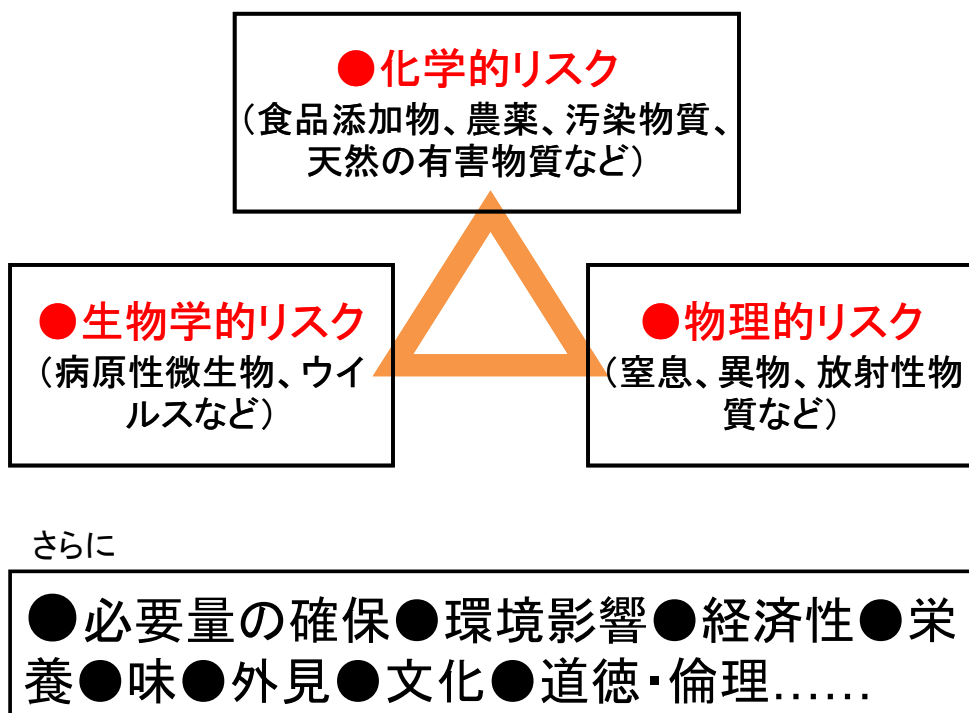 ●化学的リスク
（食品添加物、農薬、汚染物質、
天然の有害物質など）
●生物学的リスク
（病原性微生物、ウイ
ルスなど）
●物理的リスク
（窒息、異物、放射性物
質など）
さらに
●必要量の確保●環境影響●経済性●栄
養●味●外見●文化●道徳・倫理……